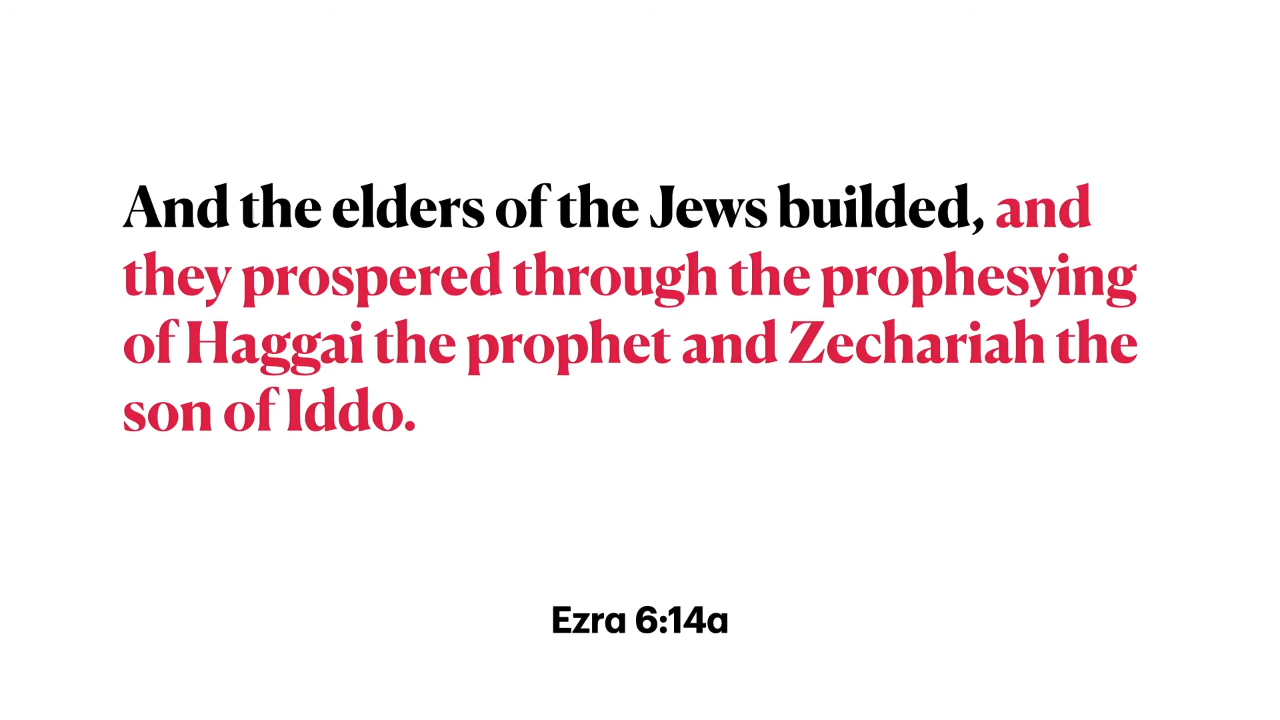 And the elders of the Jews builded, and
they prospered through the prophesying
of Haggai the prophet and Zechariah the
son of Iddo.
Ezra 6:14a